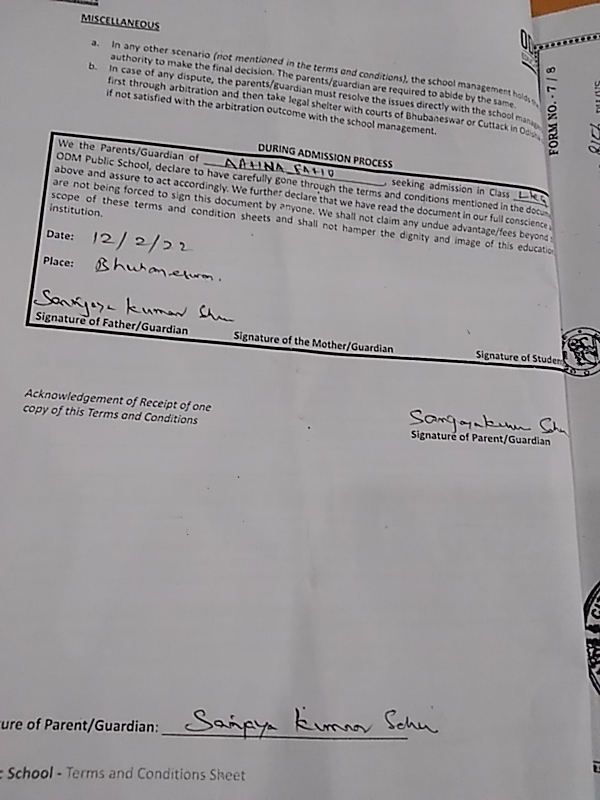 MISCELLANEOUS
a. In any other scenario (not mentioned in the terms and conditions), the school management holds
authority to make the final decision. The parents/guardian are required to abide by the same.
b. In case of any dispute, the parents/guardian must resolve the issues directly with the school
first through arbitration and then take legal shelter with courts of Bhubaneswar or Cuttack in
if not satisfied with the arbitration outcome with the school management.
FORM NO. - 7 / 8
DURING ADMISSION PROCESS
We the Parents/Guardian of seeking admission in Class LKG
ODM Public School, declare to have carefully gone through the terms and conditions mentioned in the
above and assure to act accordingly. We further declare that we have read the document in our full conscience
are not being forced to sign this document by anyone. We shall not claim any undue advantage/fees beyond
scope of these terms and condition sheets and shall not hamper the dignity and image of this
institution.
Date: 12/2/22
Place:
Signature of Father/Guardian Signature of the Mother/Guardian Signature of
Acknowledgement of Receipt of one
copy of this Terms and Conditions
Signature of Parent/Guardian
of Parent/Guardian:
School - Terms and Conditions Sheet